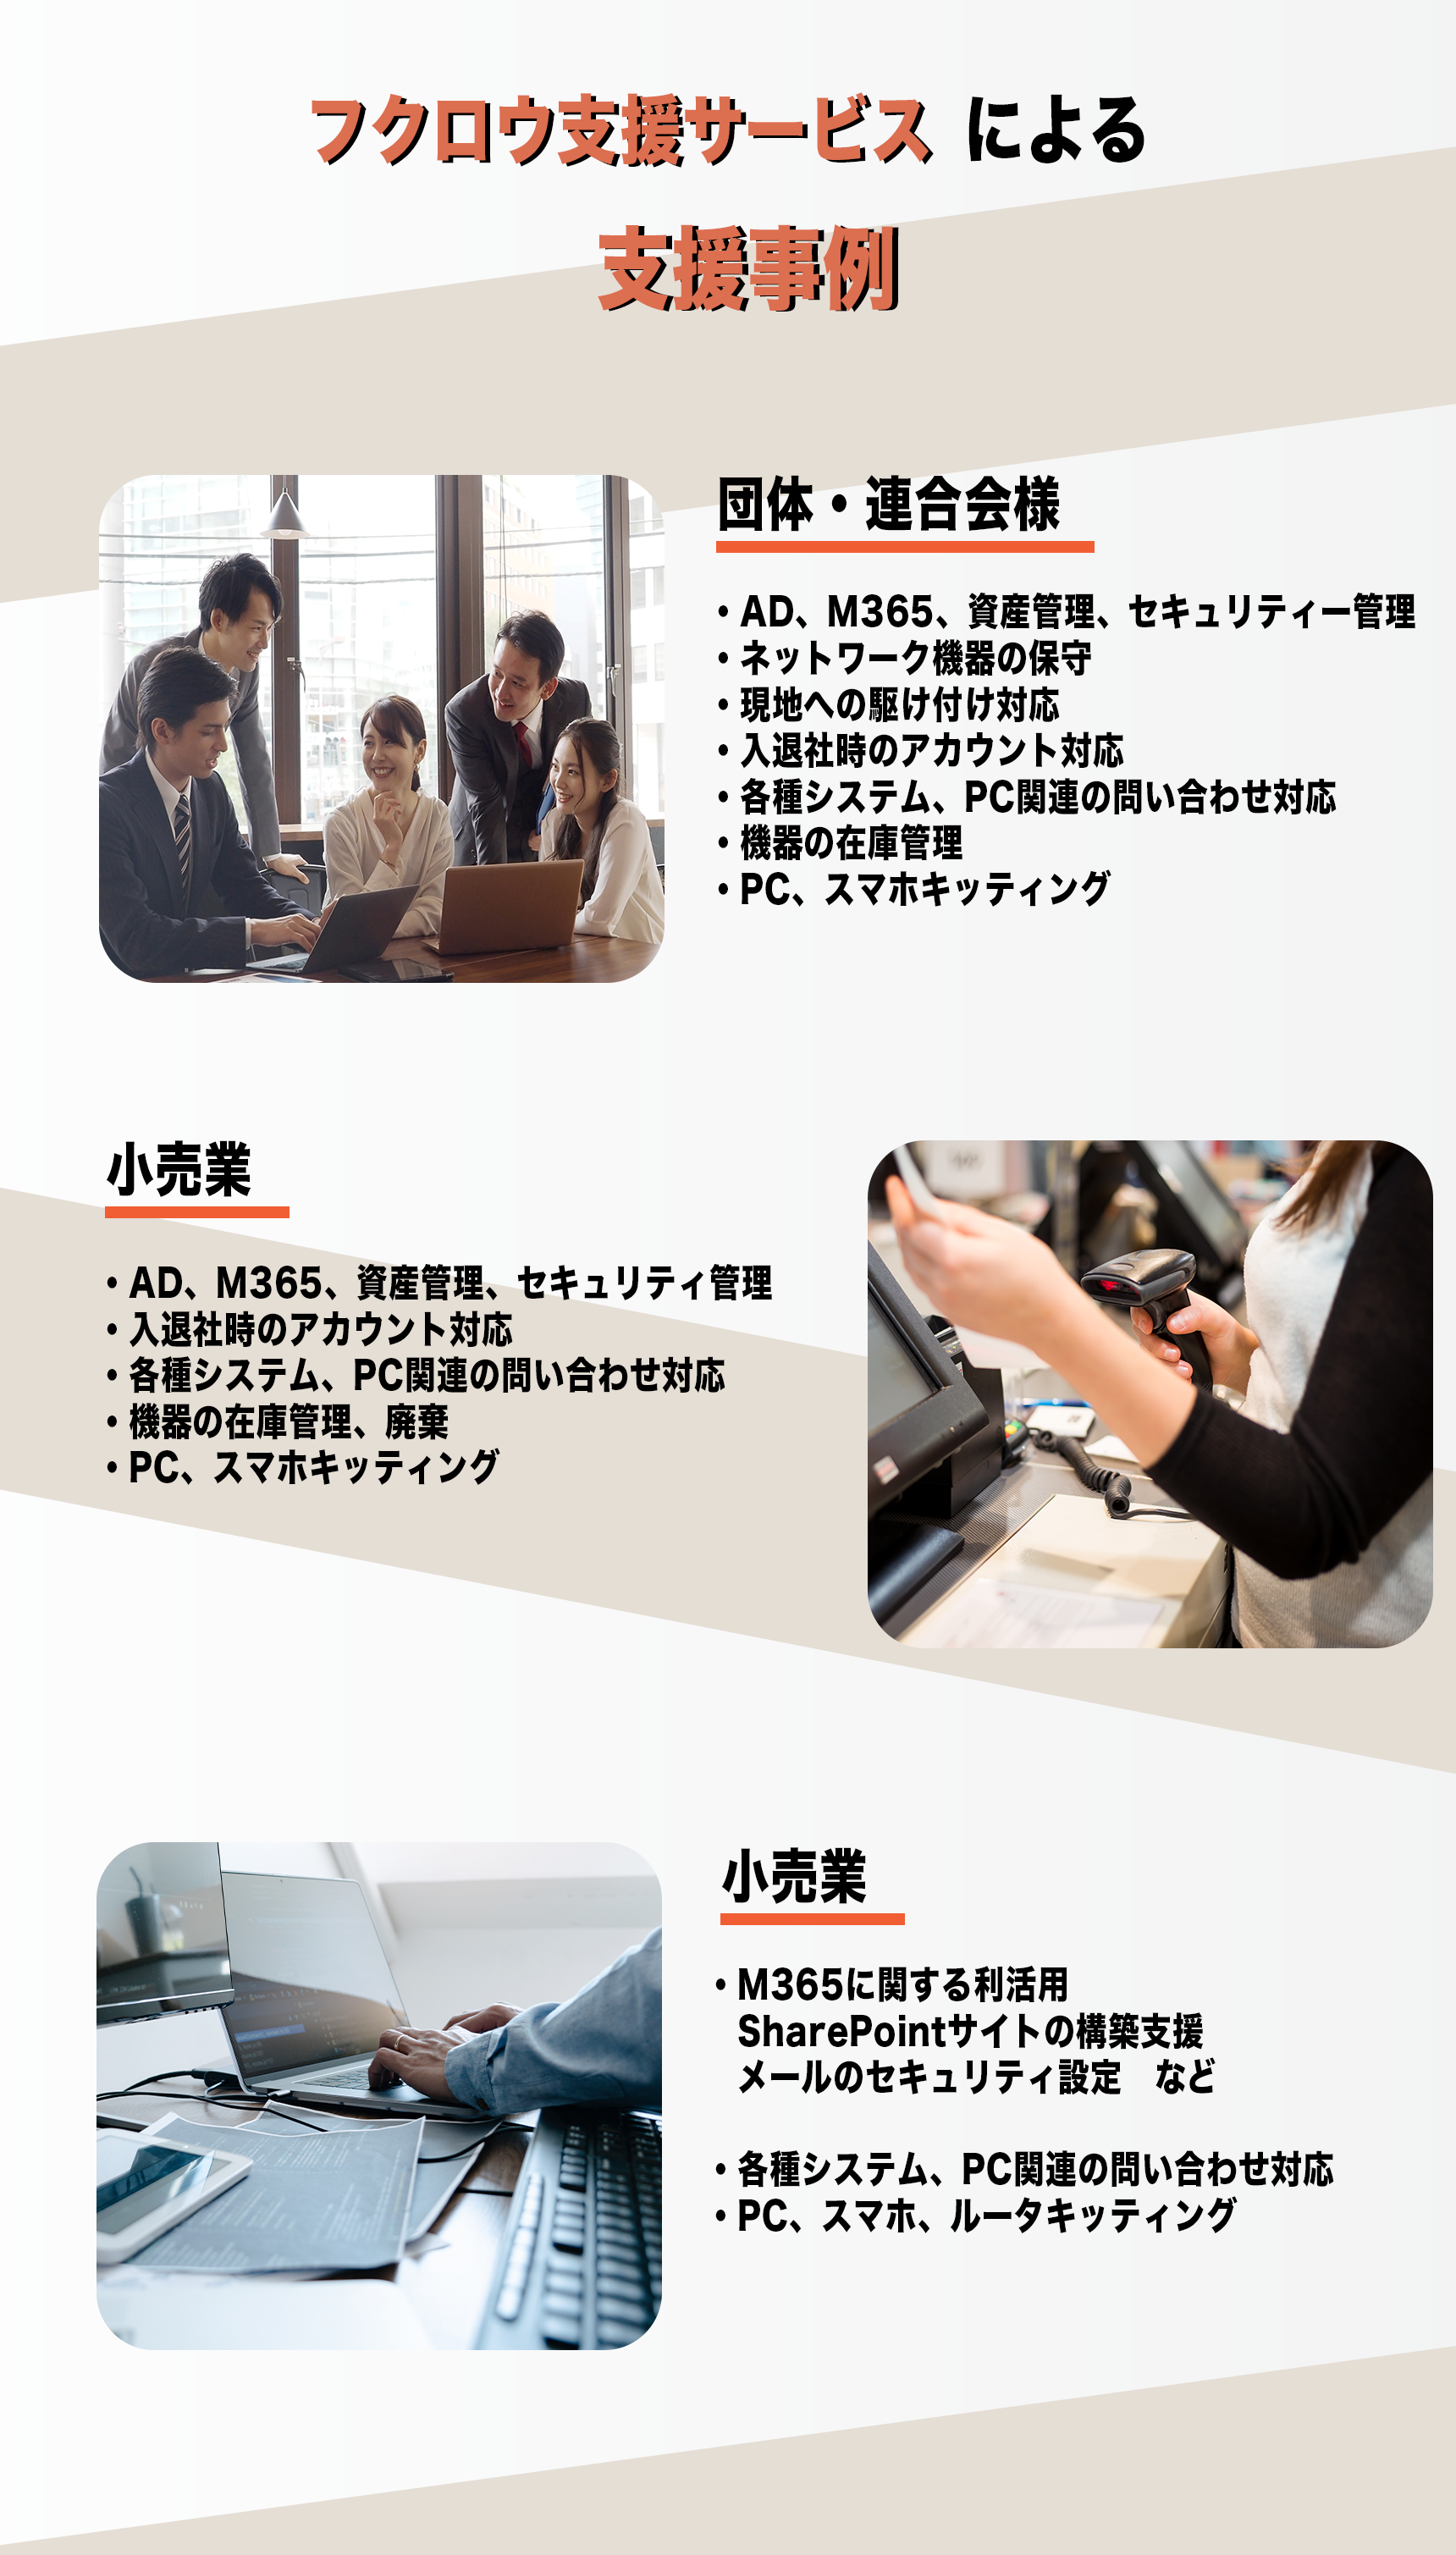 フクロウ支援サービス による
支援事例
団体・連合会様
・AD、M365、資産管理、セキュリティー管理
・ネットワーク機器の保守
・現地への駆け付け対応
・入退社時のアカウント対応
・各種システム、PC関連の問い合わせ対応
・機器の在庫管理
・PC、スマホキッティング
小売業
・AD、M365、資産管理、セキュリティ管理
・入退社時のアカウント対応
・各種システム、PC関連の問い合わせ対応
・機器の在庫管理、廃棄
・PC、スマホキッティング
小売業
・M365に関する利活用
SharePointサイトの構築支援
メールのセキュリティ設定　など
・各種システム、PC関連の問い合わせ対応
・PC、スマホ、ルータキッティング